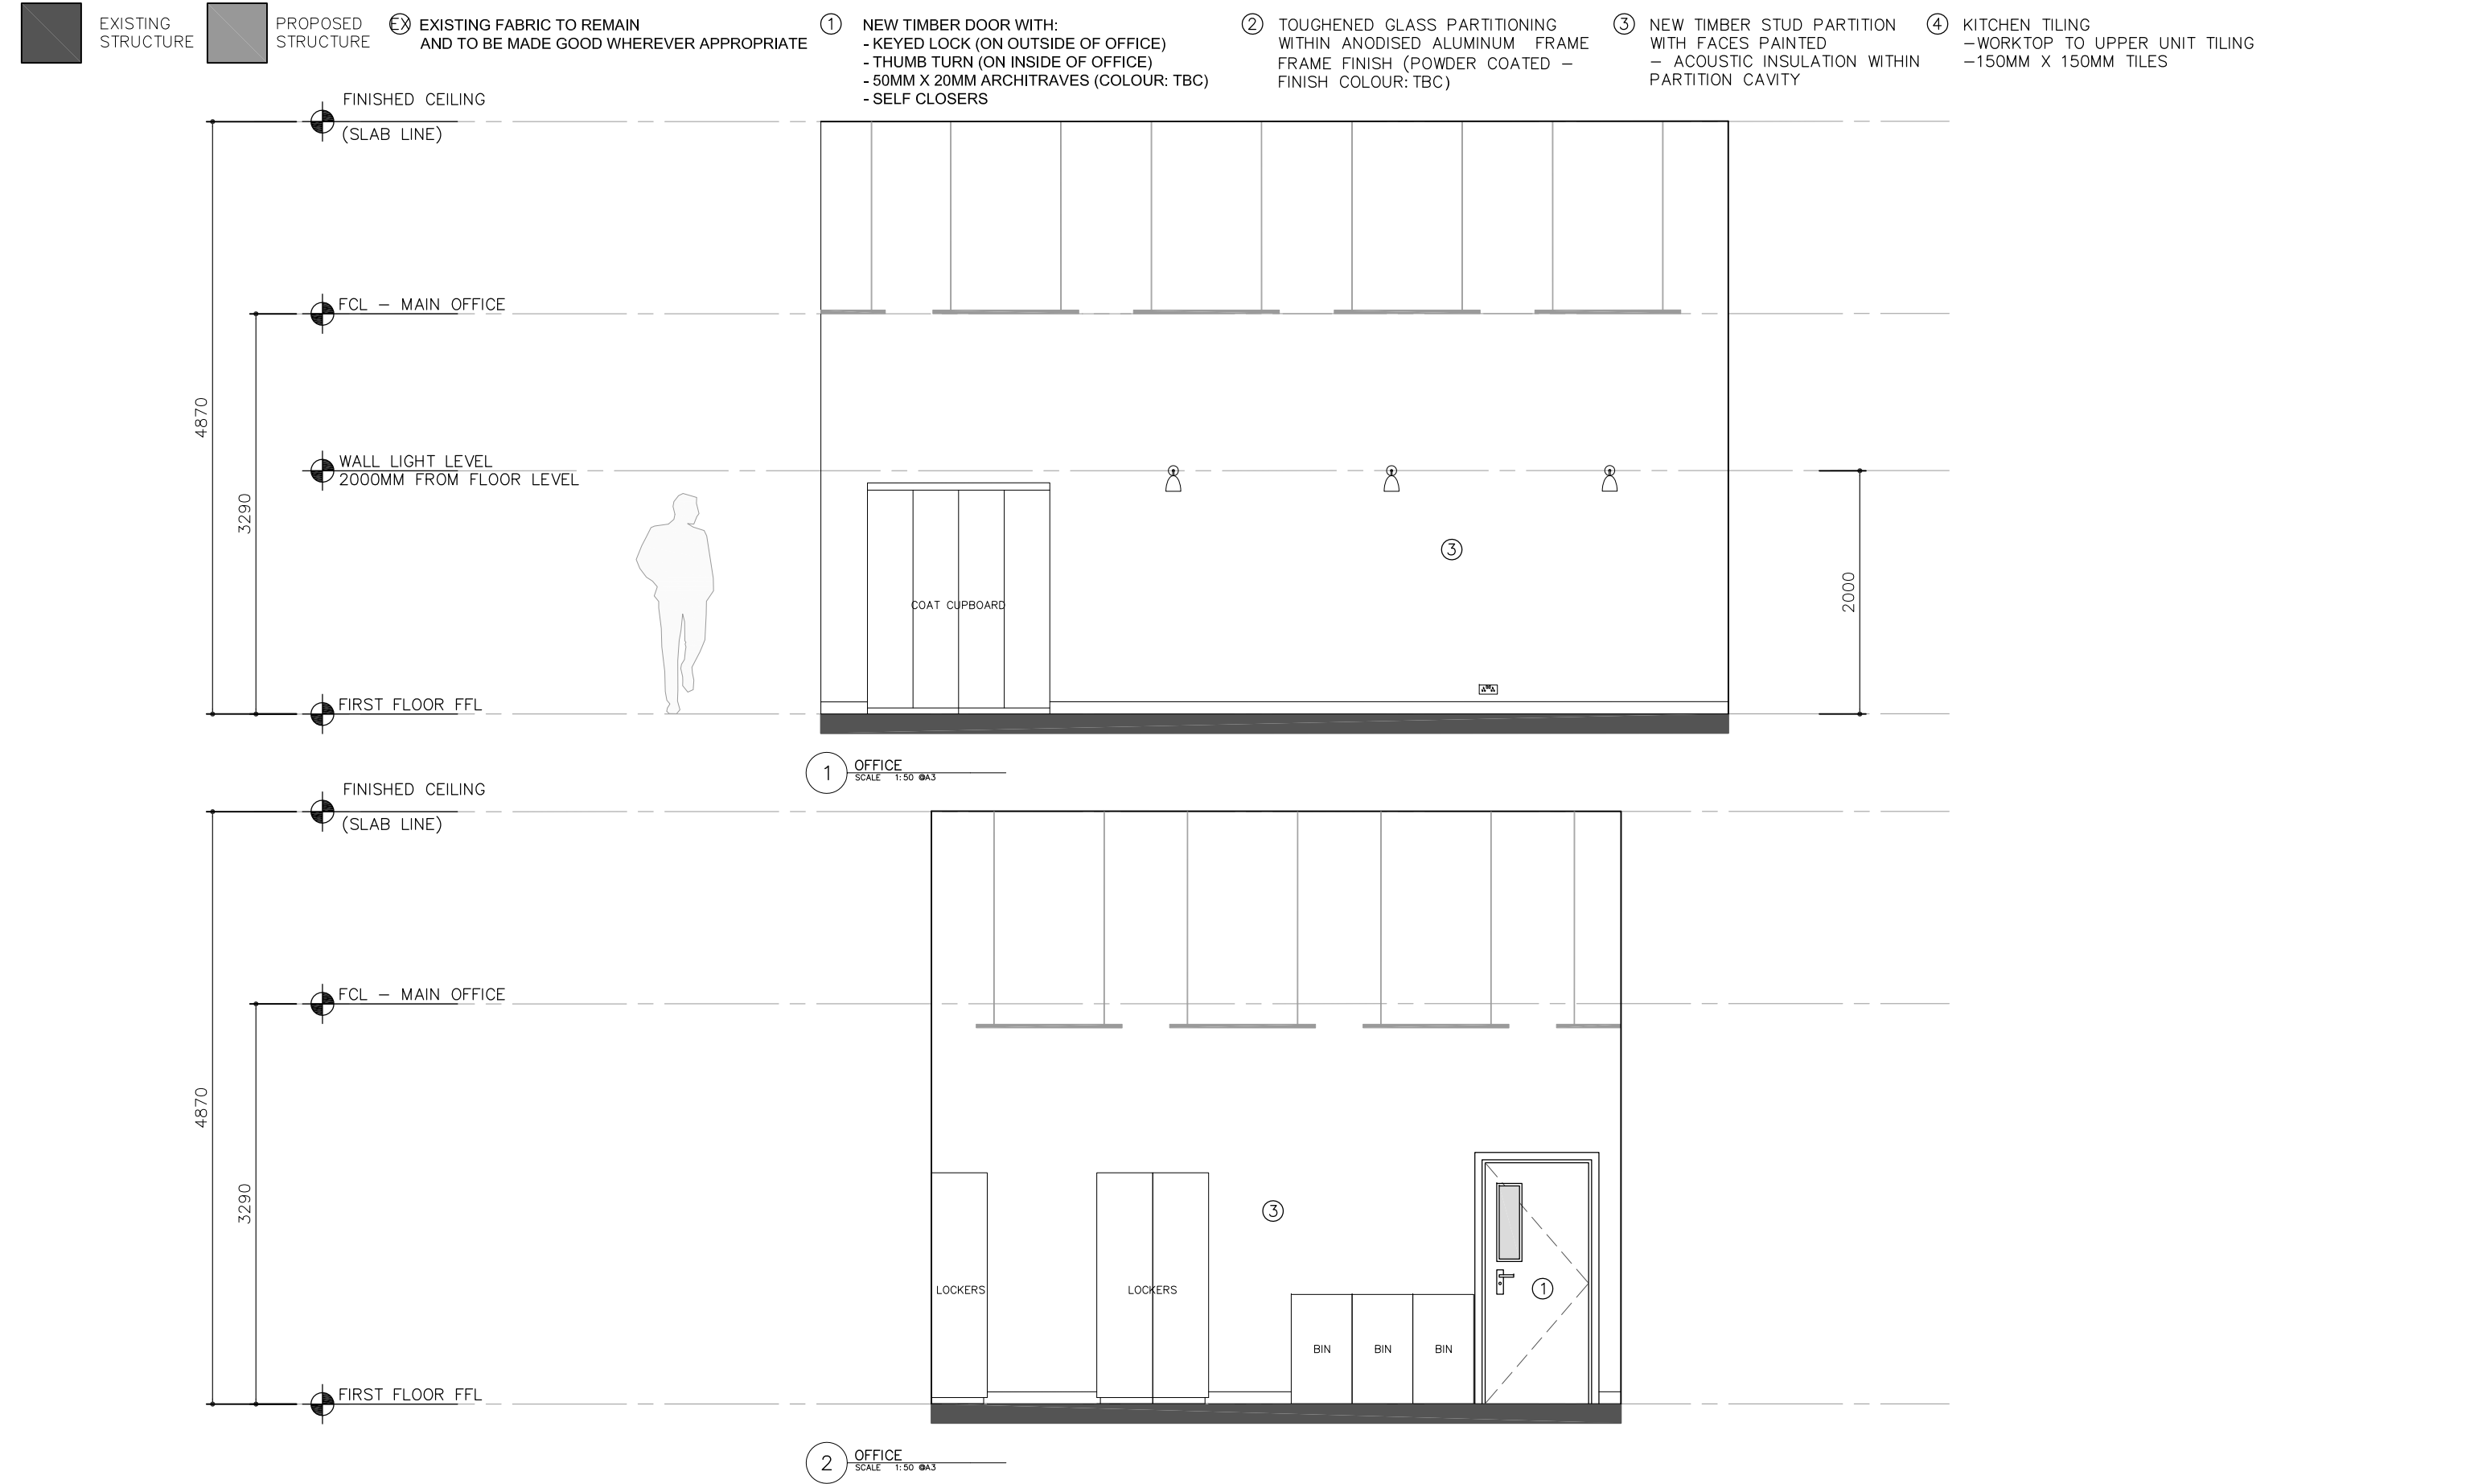 EXISTING
STRUCTURE
PROPOSED
STRUCTURE
EX EXISTING FABRIC TO REMAIN
AND TO BE MADE GOOD WHEREVER APPROPRIATE
1 NEW TIMBER DOOR WITH:
- KEYED LOCK (ON OUTSIDE OF OFFICE)
- THUMB TURN (ON INSIDE OF OFFICE)
- 50MM X 20MM ARCHITRAVES (COLOUR: TBC)
- SELF CLOSERS
2 TOUGHENED GLASS PARTITIONING
WITHIN ANODISED ALUMINUM FRAME
FRAME FINISH (POWDER COATED -
FINISH COLOUR: TBC)
3 NEW TIMBER STUD PARTITION
WITH FACES PAINTED
- ACOUSTIC INSULATION WITHIN
PARTITION CAVITY
4 KITCHEN TILING
-WORKTOP TO UPPER UNIT TILING
-150MM X 150MM TILES
FINISHED CEILING
(SLAB LINE)
FCL - MAIN OFFICE
4870
WALL LIGHT LEVEL
2000MM FROM FLOOR LEVEL
3290
3
2000
COAT CUPBOARD
FIRST FLOOR FFL
1 OFFICE
SCALE 1:50 @A3
FINISHED CEILING
(SLAB LINE)
FCL - MAIN OFFICE
4870
3290
3
LOCKERS
LOCKERS
1
BIN
BIN
BIN
FIRST FLOOR FFL
2 OFFICE
SCALE 1:50 @A3